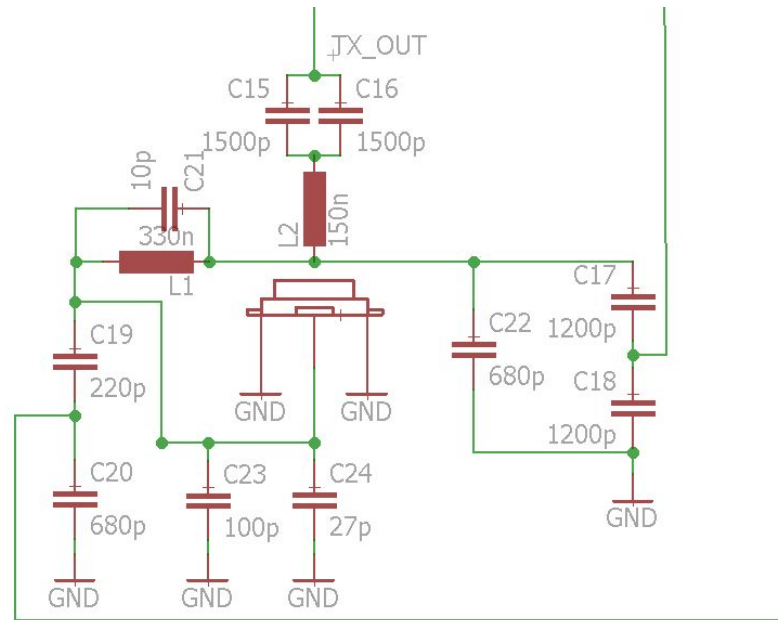 TX_OUT
C15
C16
1500p
1500p
10p
C21
330n
L1
L2
150n
C17
1200p
C22
680p
C18
1200p
GND
C19
220p
GND
GND
C20
680p
GND
C23
100p
GND
C24
27p
GND